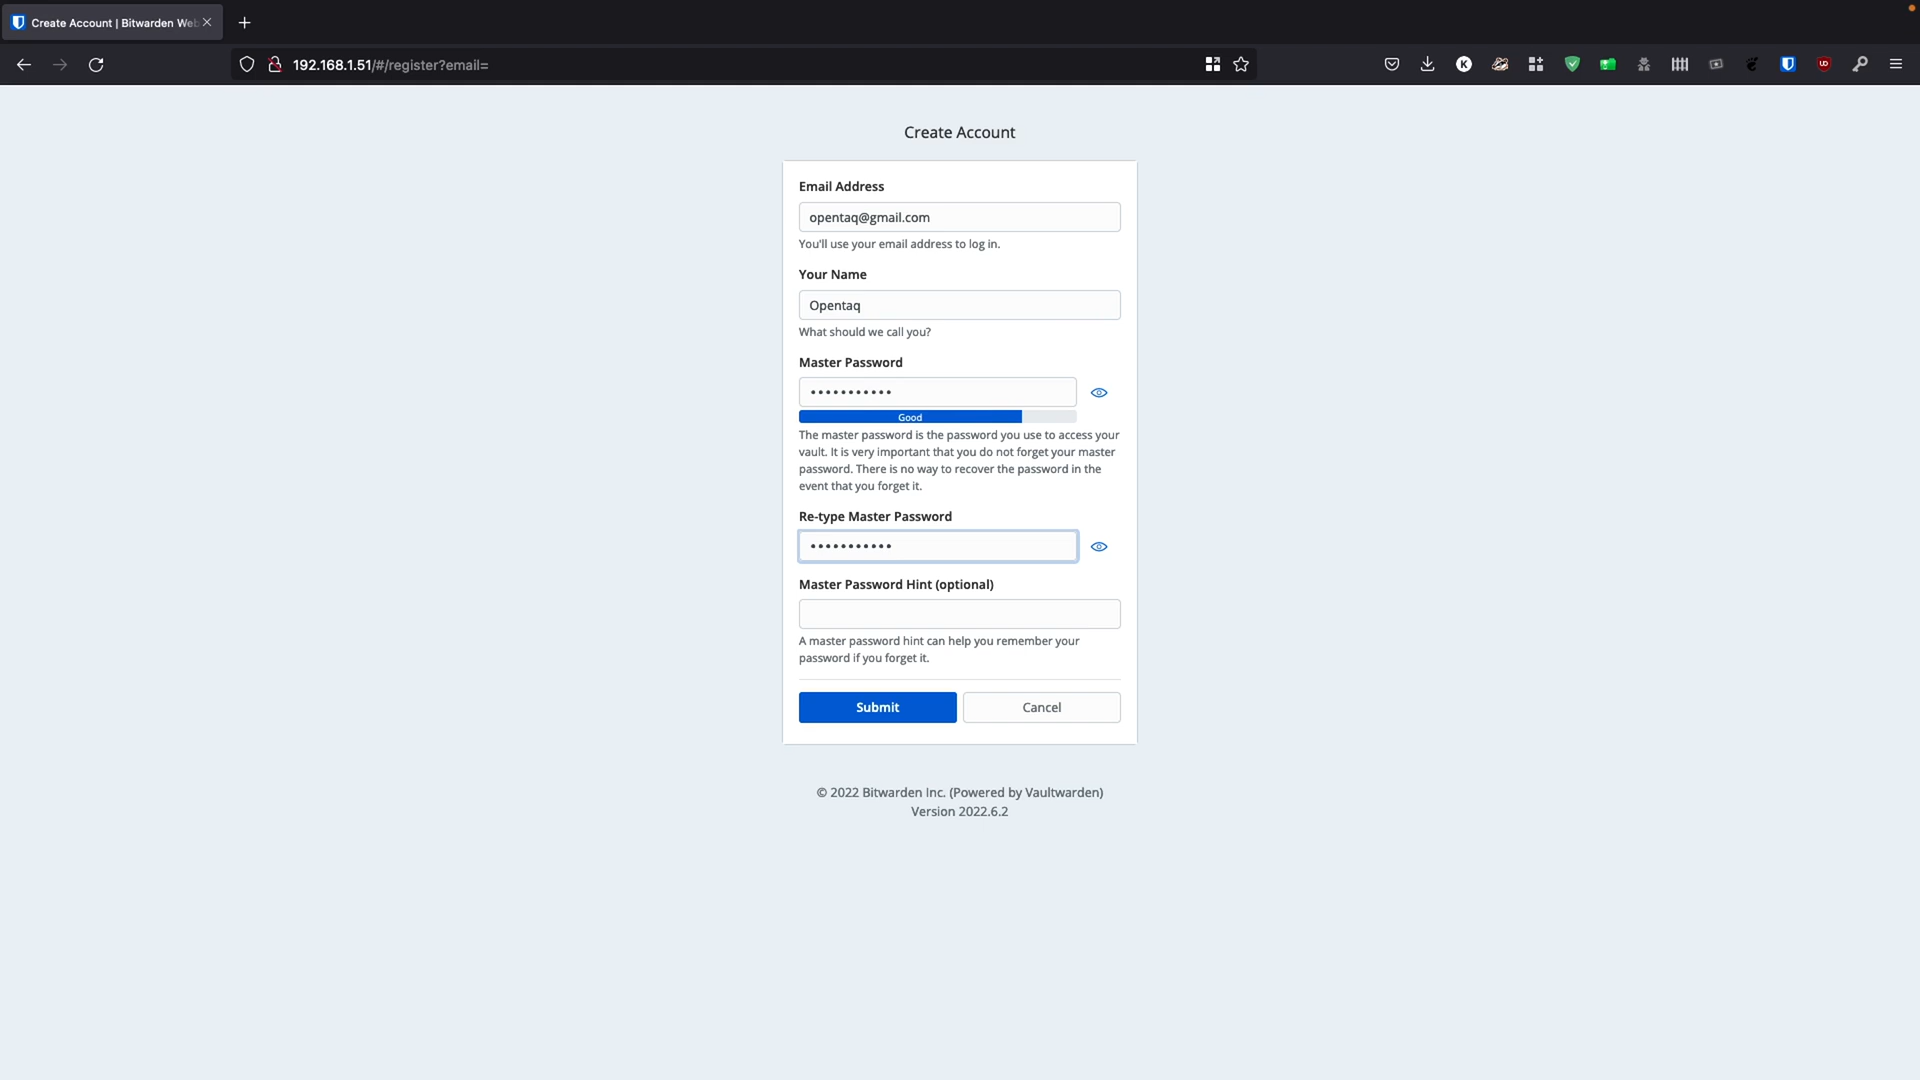 Create Account | Bitwarden Web
192.168.1.51/#/register?email=
K
UD
Create Account
Email Address
opentaq@gmail.com
You'll use your email address to log in.
Your Name
Opentaq
What should we call you?
Master Password
•••••••••••
Good
The master password is the password you use to access your
vault. It is very important that you do not forget your master
password. There is no way to recover the password in the
event that you forget it.
Re-type Master Password
•••••••••••
Master Password Hint (optional)
A master password hint can help you remember your
password if you forget it.
Submit
Cancel
© 2022 Bitwarden Inc. (Powered by Vaultwarden)
Version 2022.6.2